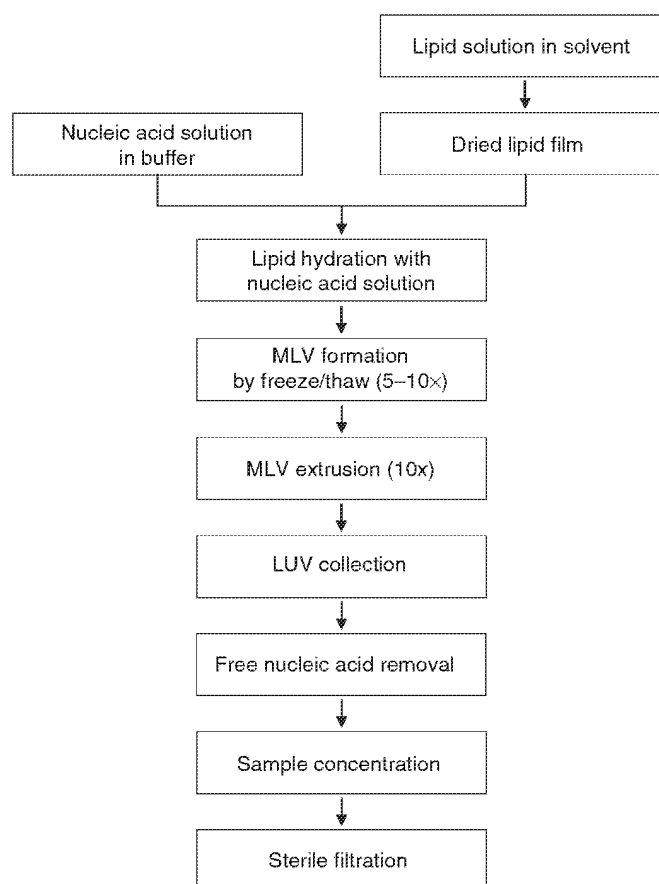 Lipid solution in solvent
Nucleic acid solution
in buffer
Dried lipid film
Lipid hydration with
nucleic acid solution
MLV formation
by freeze/thaw (5–10×)
MLV extrusion (10x)
LUV collection
Free nucleic acid removal
Sample concentration
Sterile filtration